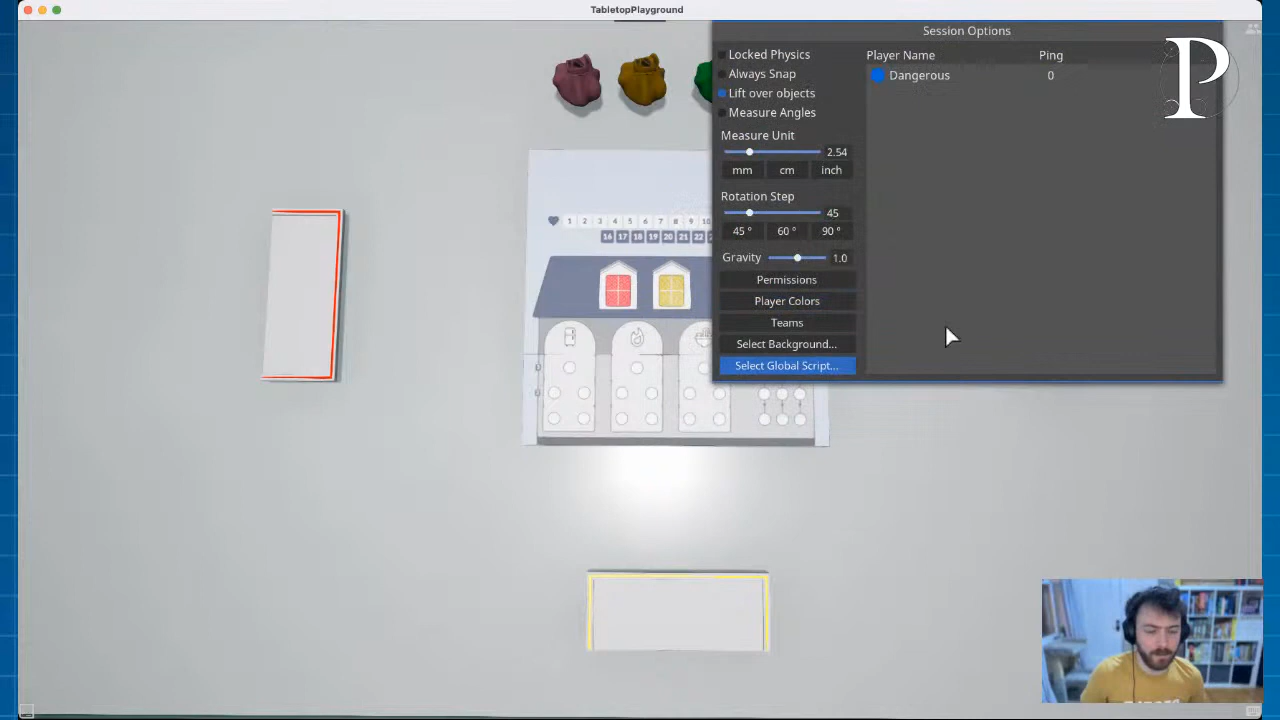 TabletopPlayground
Session Options
Locked Physics
Always Snap
Lift over objects
Measure Angles
Measure Unit
2.54
mm cm inch
Rotation Step
45
45 ° 60 ° 90 °
Gravity 1.0
Permissions
Player Colors
Teams
Select Background...
Select Global Script...
Player Name Ping
Dangerous 0
P
1 2 3 4 5 6 7 8 9 10
16 17 18 19 20 21 22